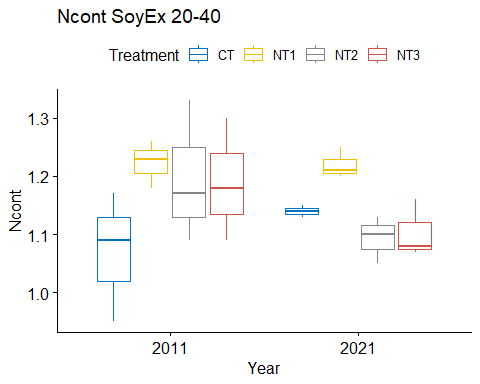 Ncont SoyEx 20-40
Treatment CT NT1 NT2 NT3
1.3
1.2
1.1
1.0
Ncont
2011 2021
Year